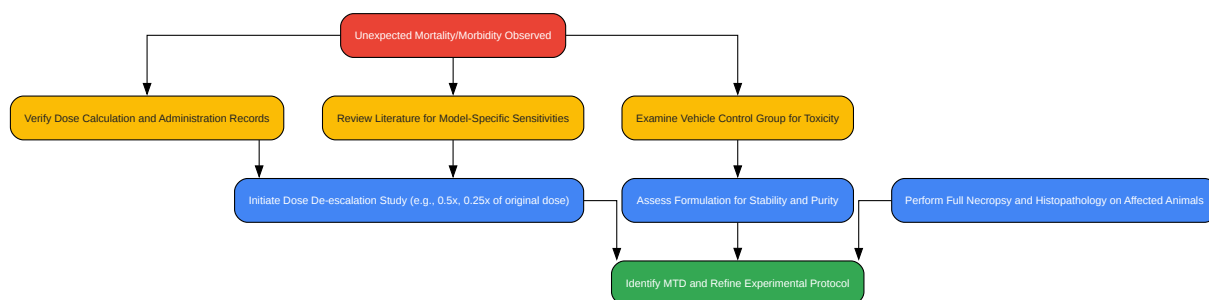 Unexpected Mortality/Morbidity Observed
Verify Dose Calculation and Administration Records
Review Literature for Model-Specific Sensitivities
Examine Vehicle Control Group for Toxicity
Initiate Dose De-escalation Study (e.g., 0.5x, 0.25x of original dose)
Assess Formulation for Stability and Purity
Perform Full Necropsy and Histopathology on Affected Animals
Identify MTD and Refine Experimental Protocol